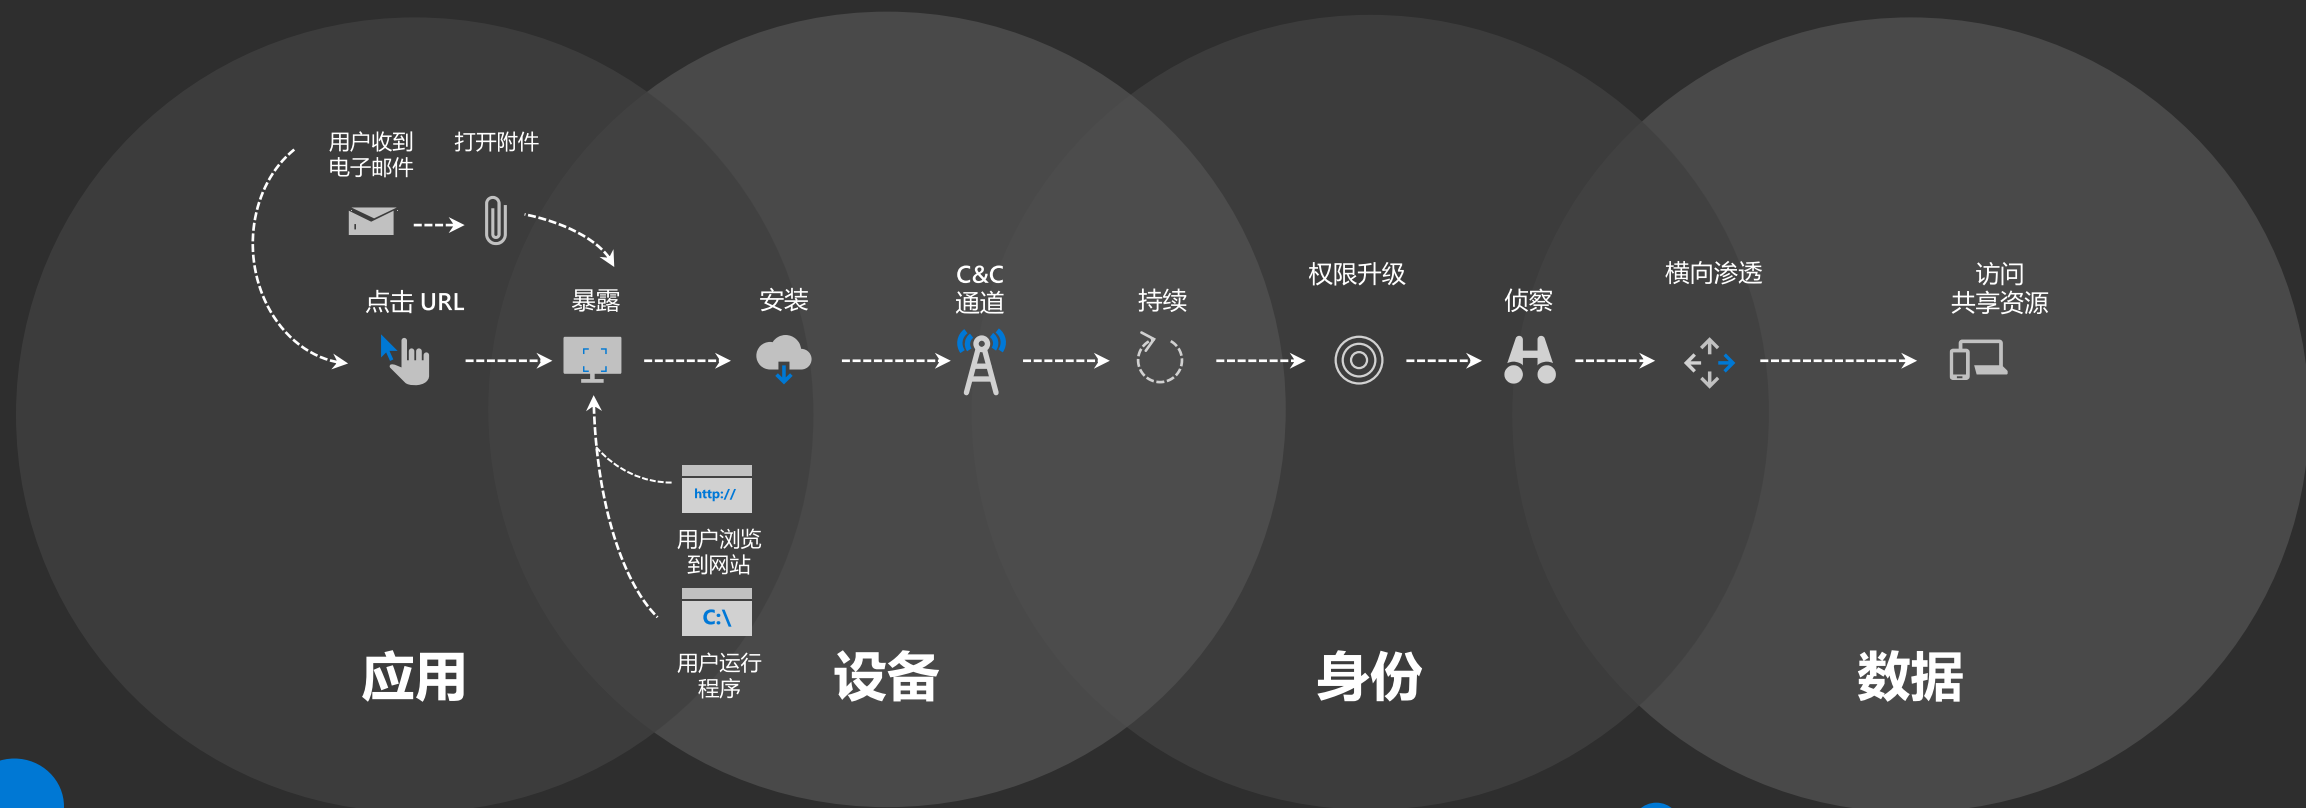 用户收到
电子邮件
打开附件
点击 URL
暴露
安装
C&C
通道
持续
权限升级
侦察
横向渗透
访问
共享资源
http://
用户浏览
到网站
C:\
用户运行
程序
应用
设备
身份
数据